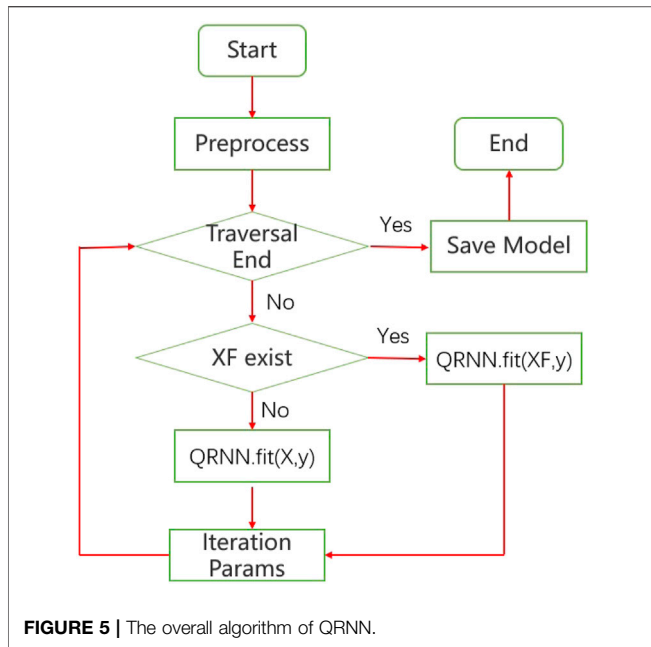 Start
Preprocess
End
Traversal
End
Yes
Save Model
No
XF exist
Yes
QRNN.fit(XF,y)
No
QRNN.fit(X,y)
Iteration
Params
FIGURE 5 | The overall algorithm of QRNN.